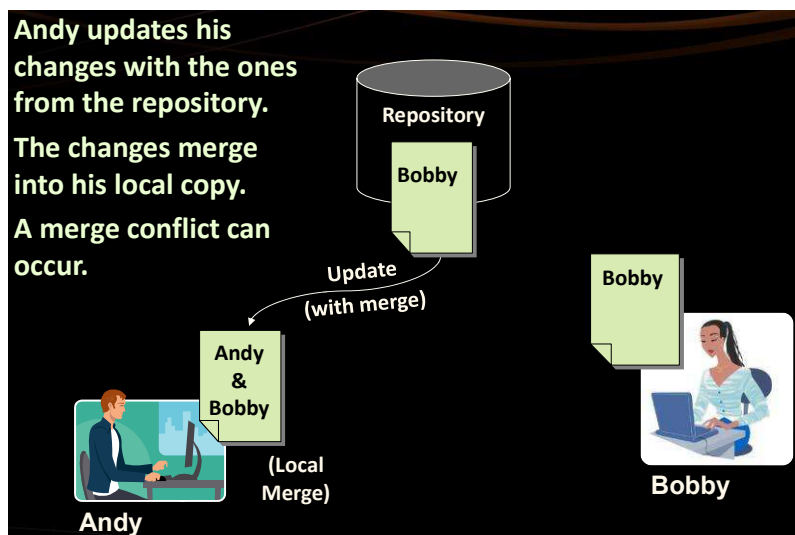 Andy updates his
changes with the ones
from the repository.
The changes merge
into his local copy.
A merge conflict can
occur.
Repository
Bobby
Update
(with merge)
Bobby
Andy
&
Bobby
(Local
Merge)
Andy
Bobby